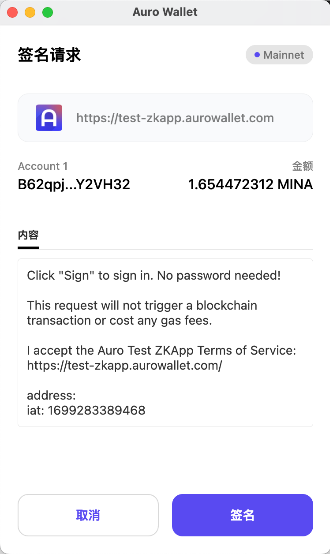 Auro Wallet
签名请求
Mainnet
https://test-zkapp.aurowallet.com
Account 1
金额
B62qpj...Y2VH32
1.654472312 MINA
内容
Click "Sign" to sign in. No password needed!
This request will not trigger a blockchain
transaction or cost any gas fees.
I accept the Auro Test ZKApp Terms of Service:
https://test-zkapp.aurowallet.com/
address:
iat: 1699283389468
取消
签名